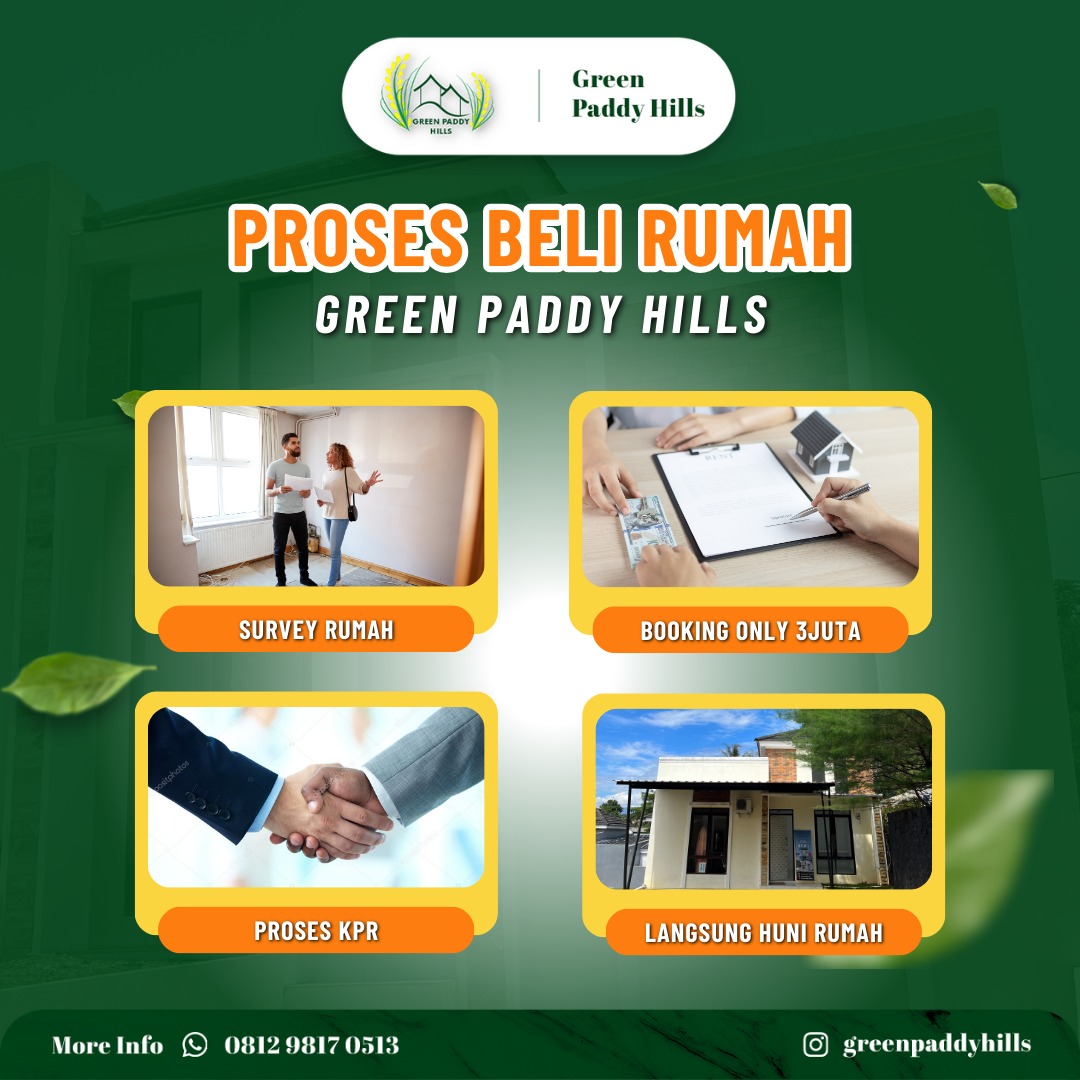 GREEN PADDY
HILLS
Green
Paddy Hills
PROSES BELI RUMAH
GREEN PADDY HILLS
RENT
SURVEY RUMAH
BOOKING ONLY 3JUTA
PROSES KPR
LANGSUNG HUNI RUMAH
More Info 0812 9817 0513
greenpaddyhills